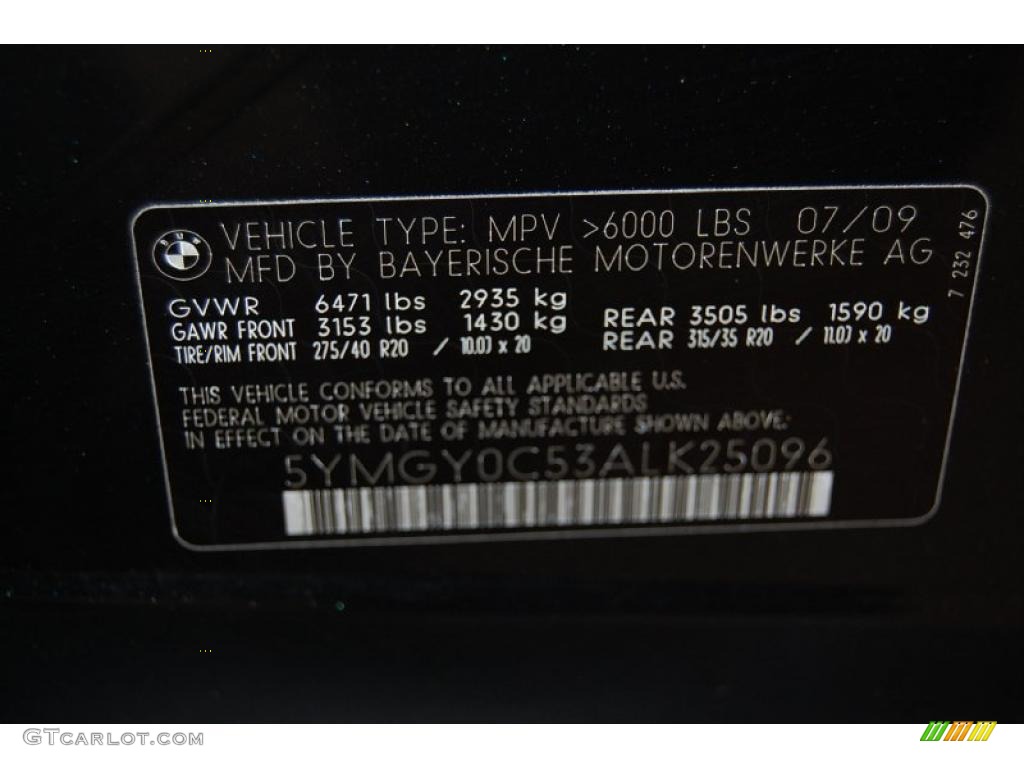 BMW
VEHICLE TYPE: MPV >6000 LBS 07/09
MFD BY BAYERISCHE MOTORENWERKE AG
7 232 476
GVWR 6471 lbs 2935 kg
GAWR FRONT 3153 lbs 1430 kg REAR 3505 lbs 1590 kg
TIRE/RIM FRONT 275/40 R20 / 10.0J x 20 REAR 315/35 R20 / 11.0J x 20
THIS VEHICLE CONFORMS TO ALL APPLICABLE U.S.
FEDERAL MOTOR VEHICLE SAFETY STANDARDS
IN EFFECT ON THE DATE OF MANUFACTURE SHOWN ABOVE:
5YMGY0C53ALK25096
GTCarLot.com